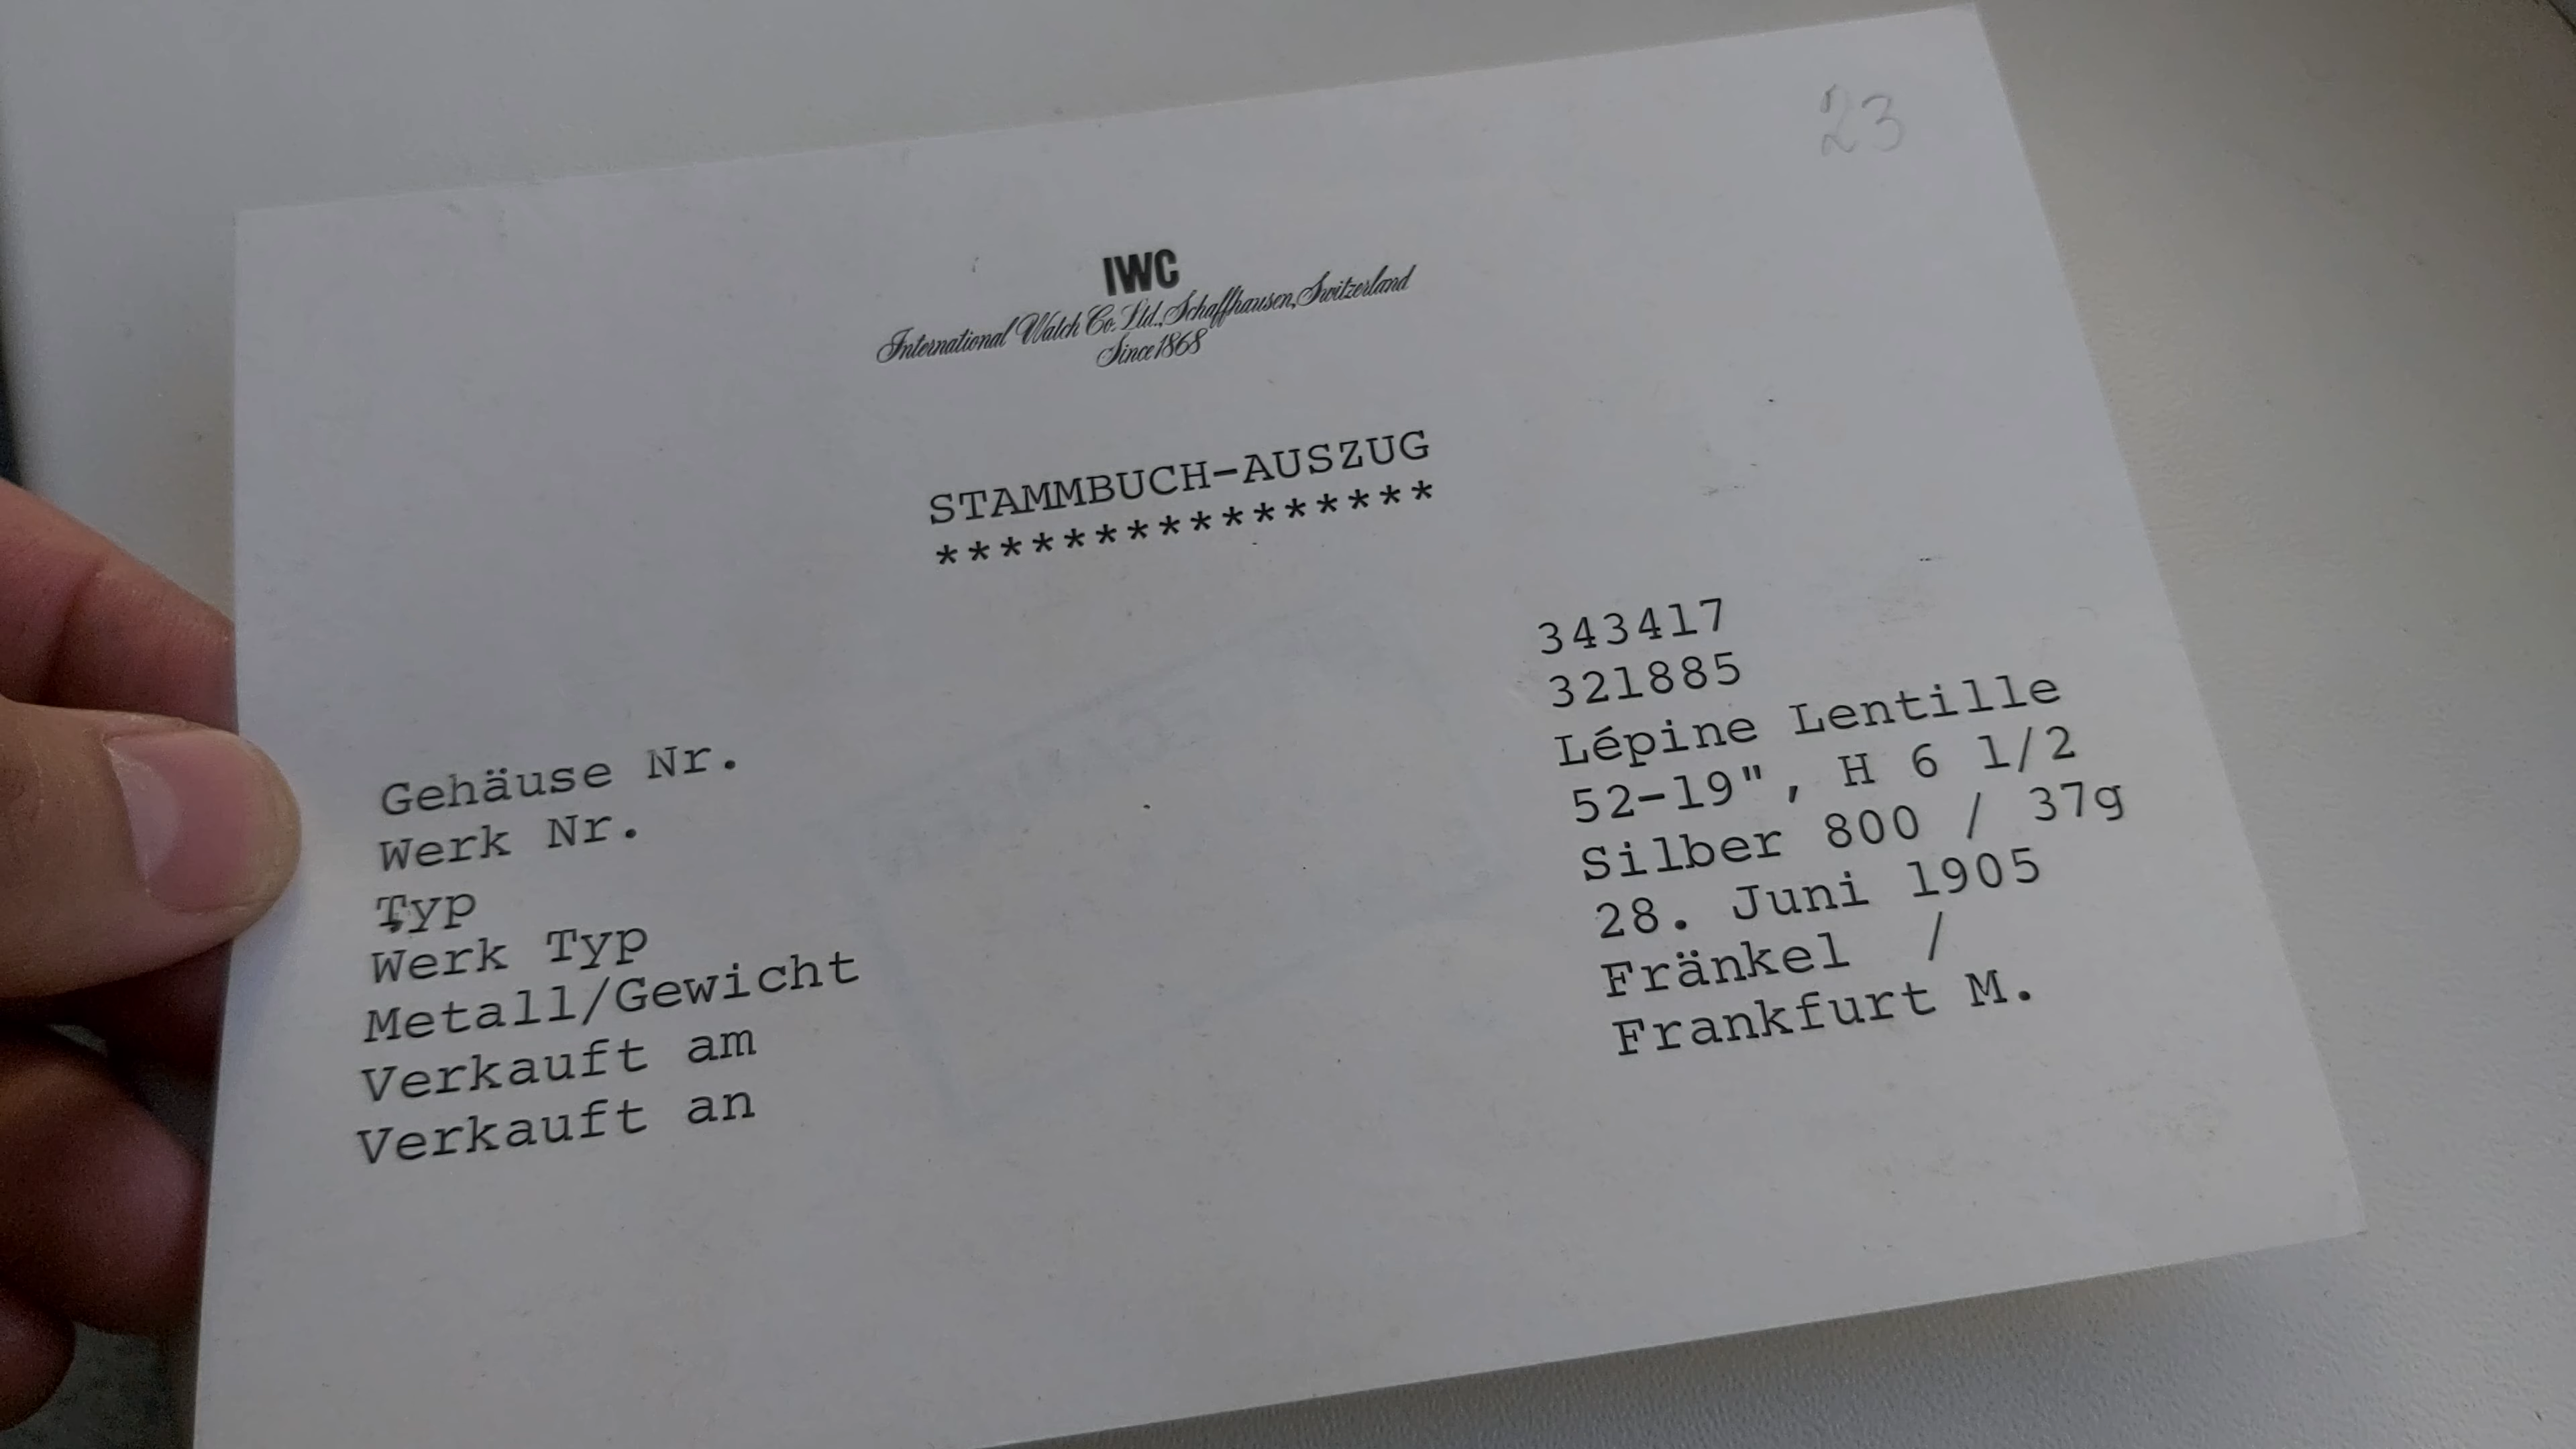 23
IWC
International Watch Co. Ltd., Schaffhausen, Switzerland
Since 1868
STAMMBUCH-AUSZUG
****************
Gehäuse Nr. 343417
Werk Nr. 321885
Typ Lépine Lentille
Werk Typ 52-19", H 6 1/2
Metall/Gewicht Silber 800 / 37g
Verkauft am 28. Juni 1905
Verkauft an Fränkel /
Frankfurt M.